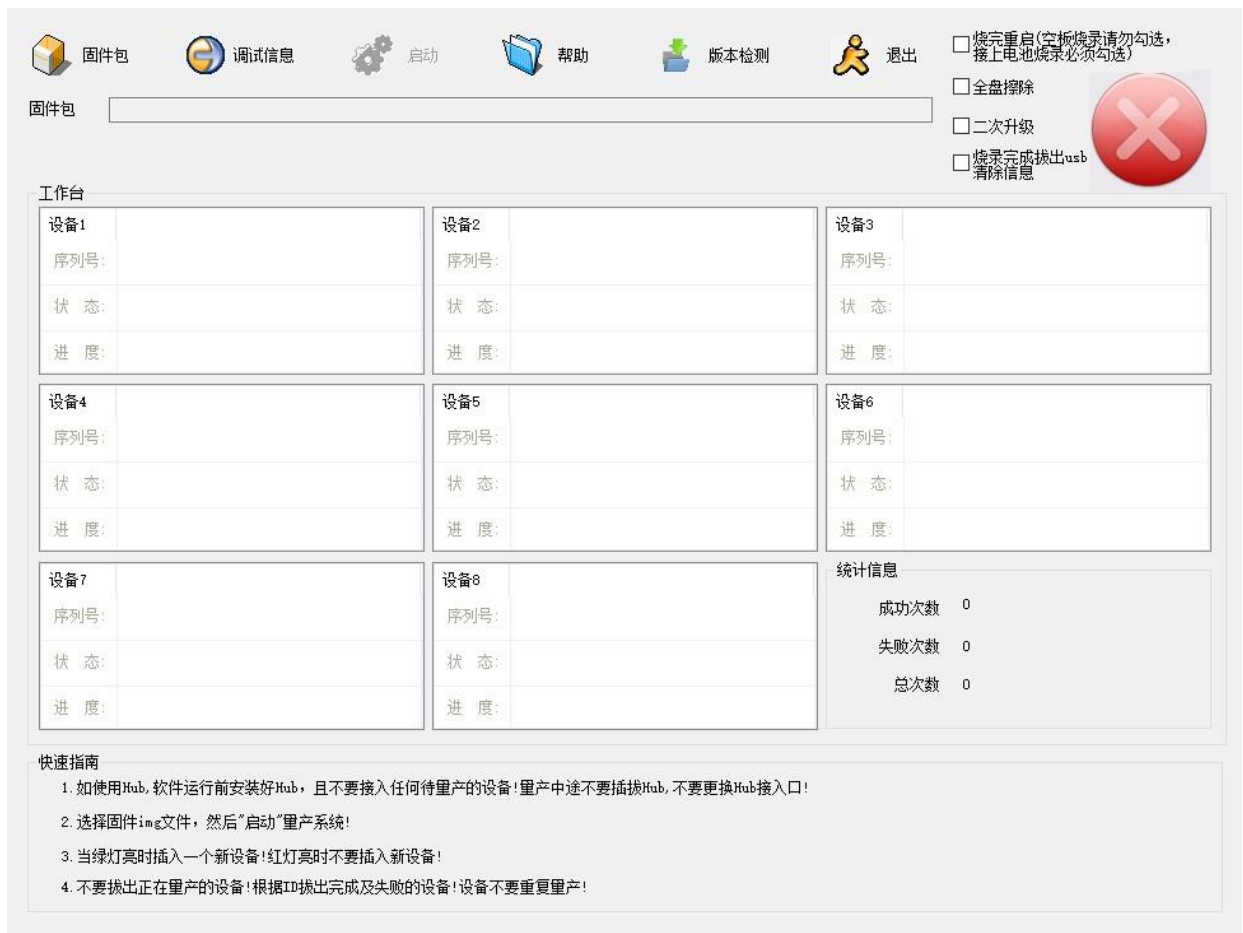 固件包 调试信息 启动 帮助 版本检测 退出
烧完重启(空板烧录请勿勾选,
接上电池烧录必须勾选)
固件包
全盘擦除
二次升级
烧录完成拔出usb
清除信息
工作台
设备1
序列号:
状 态:
进 度:
设备2
序列号:
状 态:
进 度:
设备3
序列号:
状 态:
进 度:
设备4
序列号:
状 态:
进 度:
设备5
序列号:
状 态:
进 度:
设备6
序列号:
状 态:
进 度:
设备7
序列号:
状 态:
进 度:
设备8
序列号:
状 态:
进 度:
统计信息
成功次数 0
失败次数 0
总次数 0
快速指南
1.如使用Hub,软件运行前安装好Hub，且不要接入任何待量产的设备!量产中途不要插拔Hub,不要更换Hub接入口!
2.选择固件img文件，然后"启动"量产系统!
3.当绿灯亮时插入一个新设备!红灯亮时不要插入新设备!
4.不要拔出正在量产的设备!根据ID拔出完成及失败的设备!设备不要重复量产!